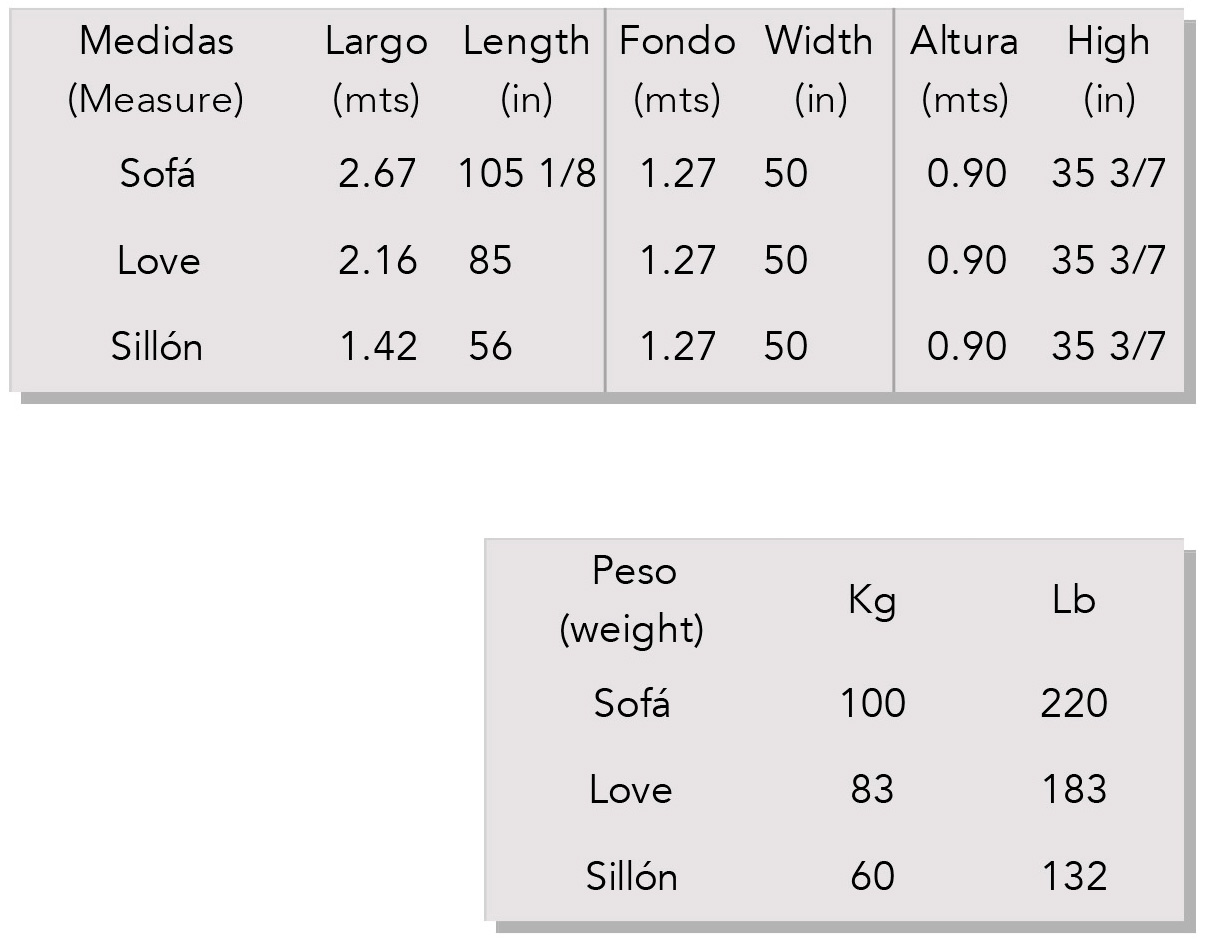 Medidas Largo Length Fondo Width Altura High
(Measure) (mts) (in) (mts) (in) (mts) (in)
Sofá 2.67 105 1/8 1.27 50 0.90 35 3/7
Love 2.16 85 1.27 50 0.90 35 3/7
Sillón 1.42 56 1.27 50 0.90 35 3/7
Peso
(weight) Kg Lb
Sofá 100 220
Love 83 183
Sillón 60 132